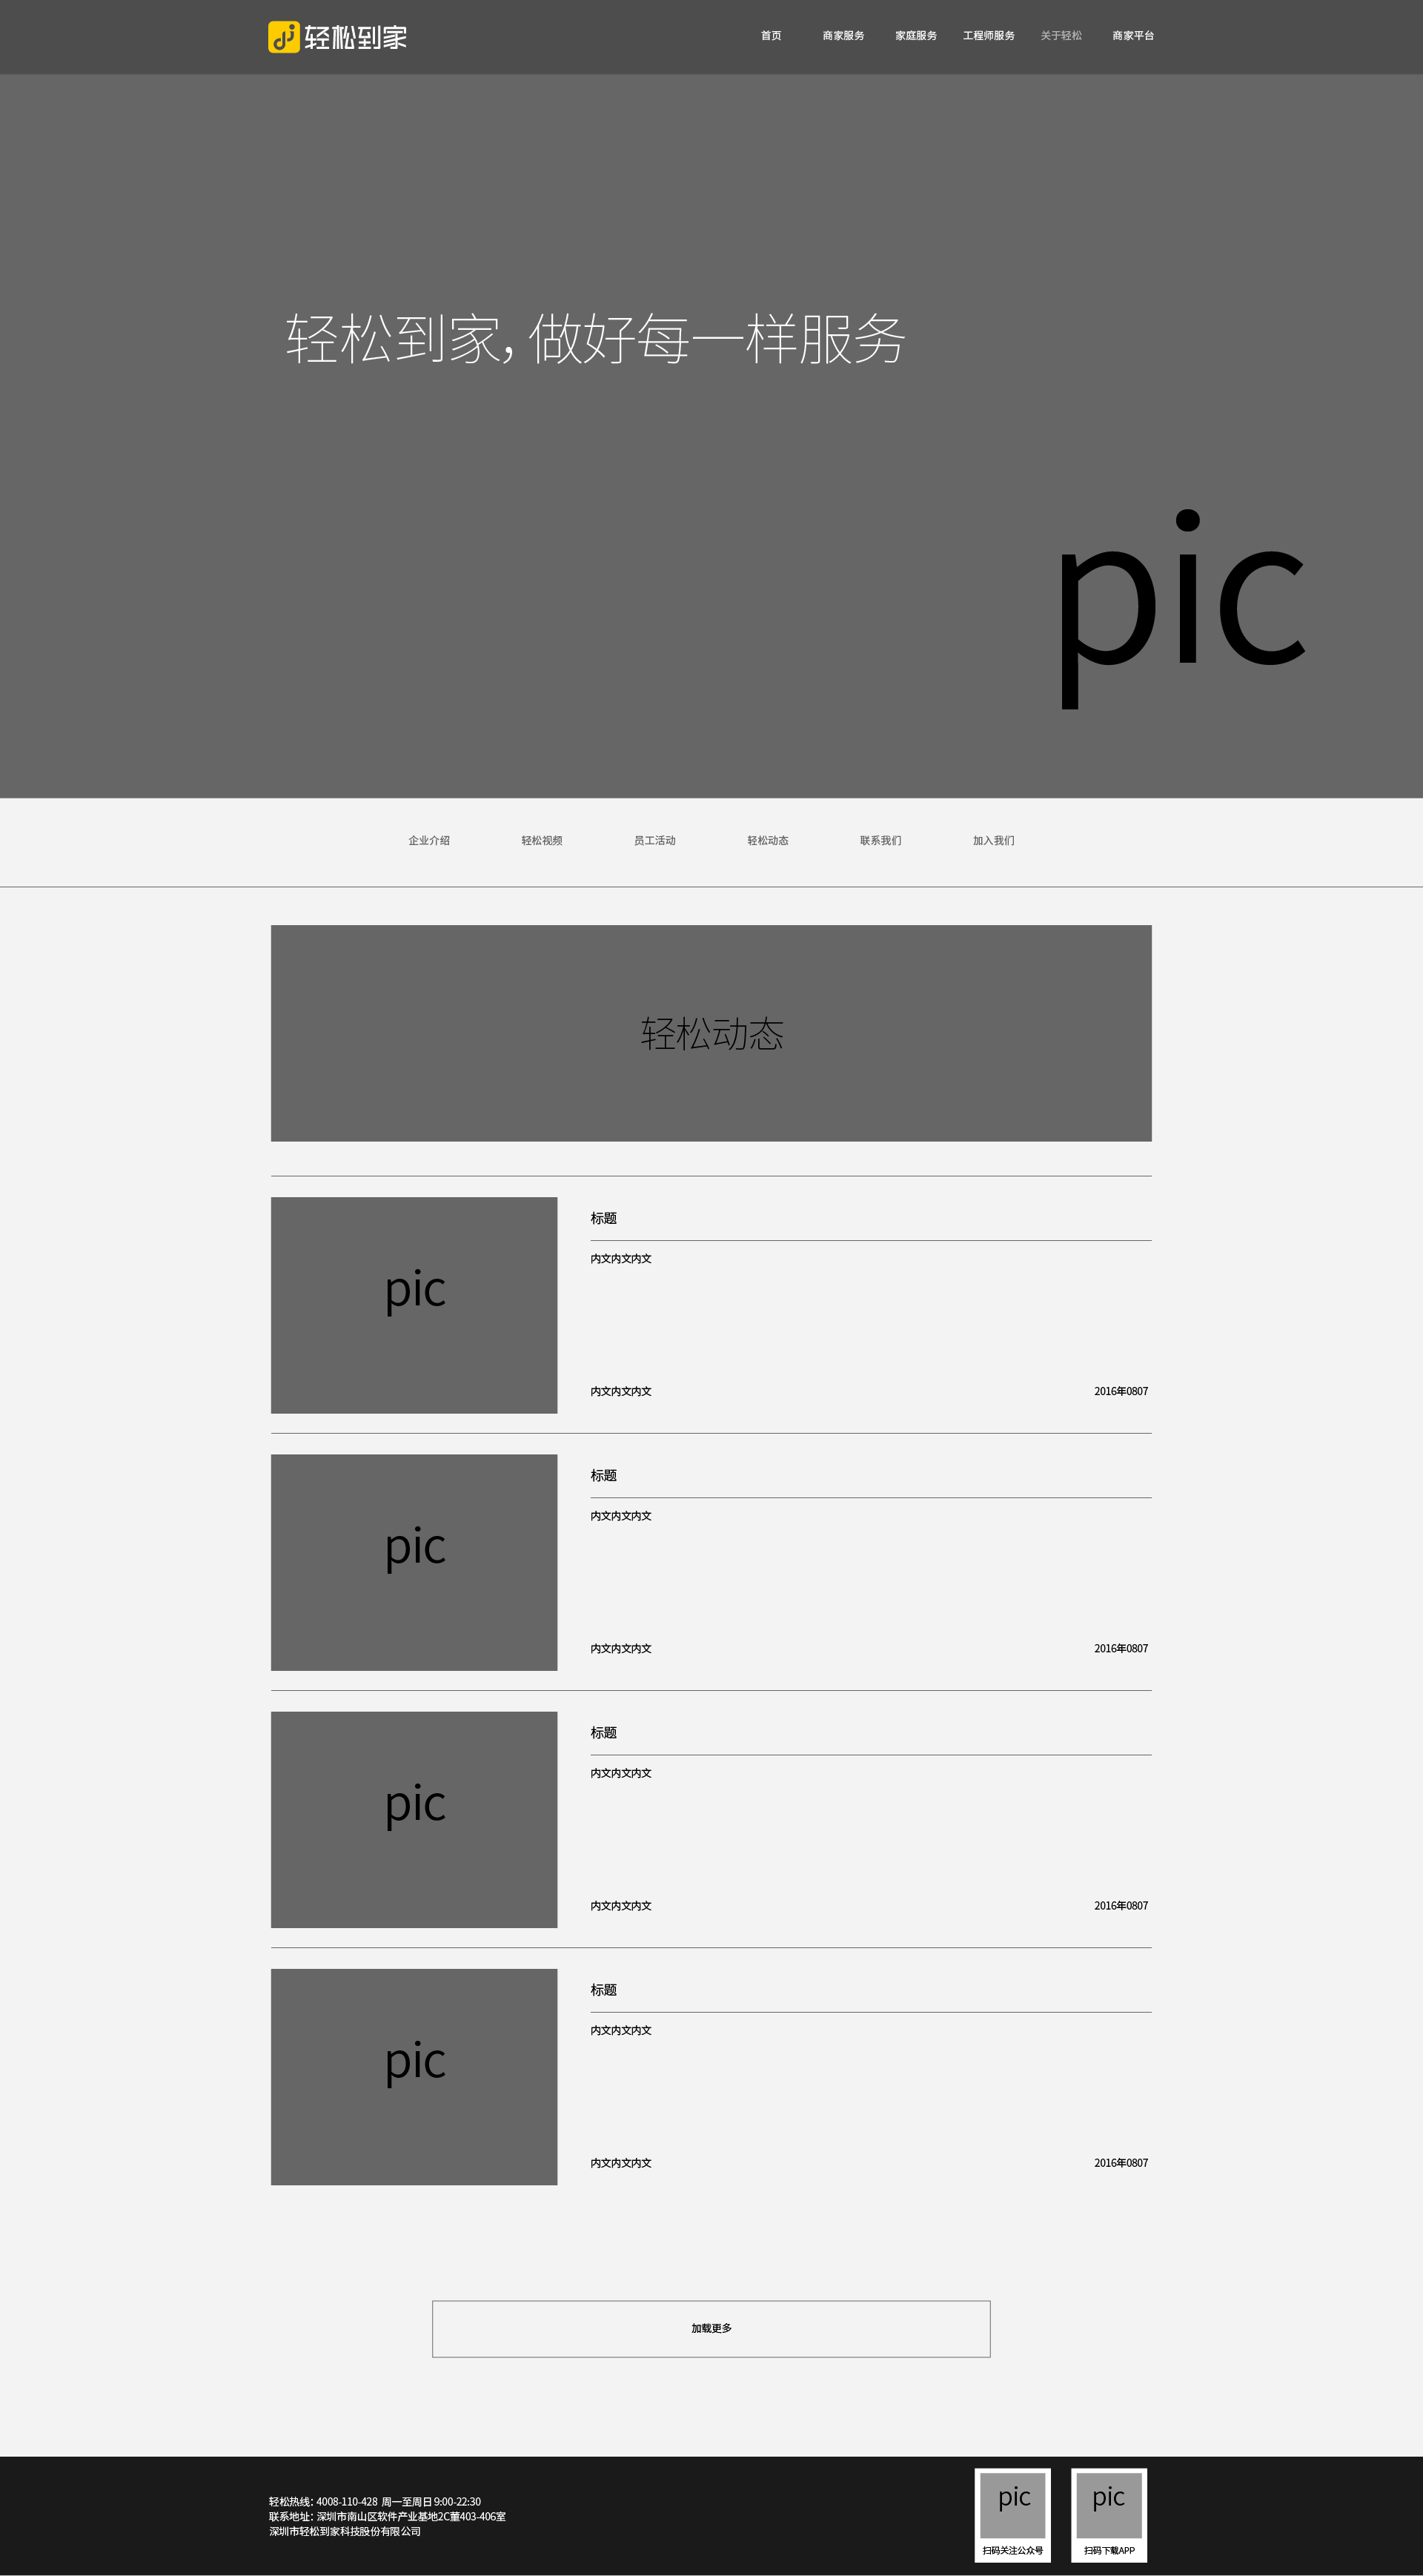 轻松到家
首页 商家服务 家庭服务 工程师服务 关于轻松 商家平台
轻松到家，做好每一样服务
pic
企业介绍 轻松视频 员工活动 轻松动态 联系我们 加入我们
轻松动态
pic
标题
内文内文内文
内文内文内文 2016年0807
pic
标题
内文内文内文
内文内文内文 2016年0807
pic
标题
内文内文内文
内文内文内文 2016年0807
pic
标题
内文内文内文
内文内文内文 2016年0807
加载更多
轻松热线：4008-110-428 周一至周日9:00-22:30
联系地址：深圳市南山区软件产业基地2C董403-406室
深圳市轻松到家科技股份有限公司
pic
扫码关注公众号
pic
扫码下载APP